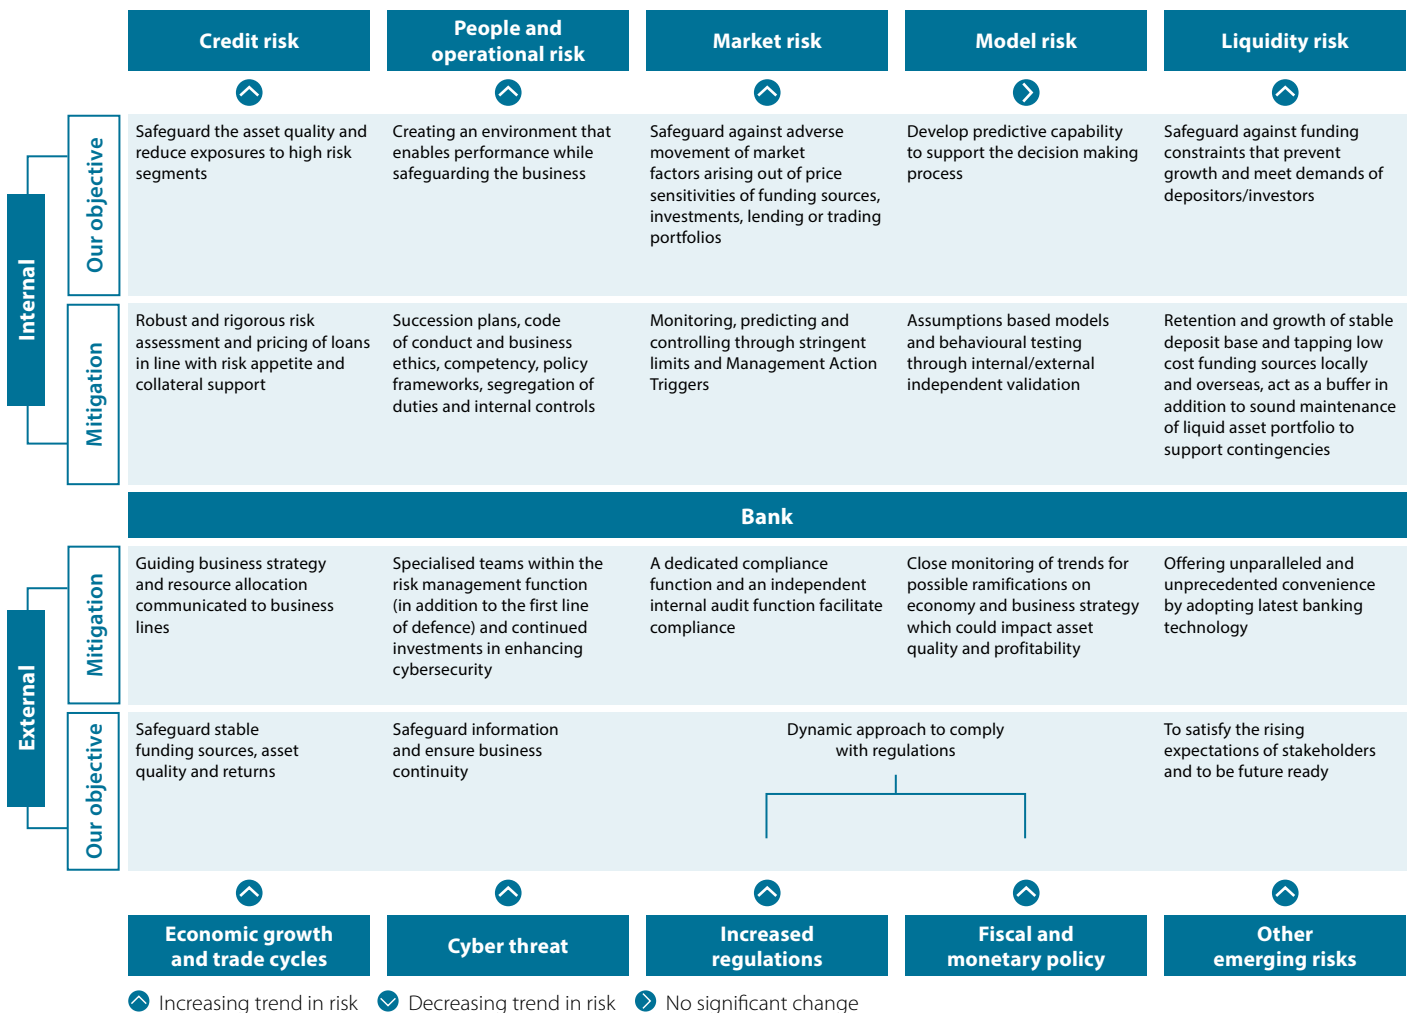 Credit risk
People and
operational risk
Market risk
Model risk
Liquidity risk
Internal
Our objective
Safeguard the asset quality and
reduce exposures to high risk
segments
Creating an environment that
enables performance while
safeguarding the business
Safeguard against adverse
movement of market
factors arising out of price
sensitivities of funding sources,
investments, lending or trading
portfolios
Develop predictive capability
to support the decision making
process
Safeguard against funding
constraints that prevent
growth and meet demands of
depositors/investors
Mitigation
Robust and rigorous risk
assessment and pricing of loans
in line with risk appetite and
collateral support
Succession plans, code
of conduct and business
ethics, competency, policy
frameworks, segregation of
duties and internal controls
Monitoring, predicting and
controlling through stringent
limits and Management Action
Triggers
Assumptions based models
and behavioural testing
through internal/external
independent validation
Retention and growth of stable
deposit base and tapping low
cost funding sources locally
and overseas, act as a buffer in
addition to sound maintenance
of liquid asset portfolio to
support contingencies
Bank
External
Mitigation
Guiding business strategy
and resource allocation
communicated to business
lines
Specialised teams within the
risk management function
(in addition to the first line
of defence) and continued
investments in enhancing
cybersecurity
A dedicated compliance
function and an independent
internal audit function facilitate
compliance
Close monitoring of trends for
possible ramifications on
economy and business strategy
which could impact asset
quality and profitability
Offering unparalleled and
unprecedented convenience
by adopting latest banking
technology
Our objective
Safeguard stable
funding sources, asset
quality and returns
Safeguard information
and ensure business
continuity
Dynamic approach to comply
with regulations
To satisfy the rising
expectations of stakeholders
and to be future ready
Economic growth
and trade cycles
Cyber threat
Increased
regulations
Fiscal and
monetary policy
Other
emerging risks
Increasing trend in risk
Decreasing trend in risk
No significant change